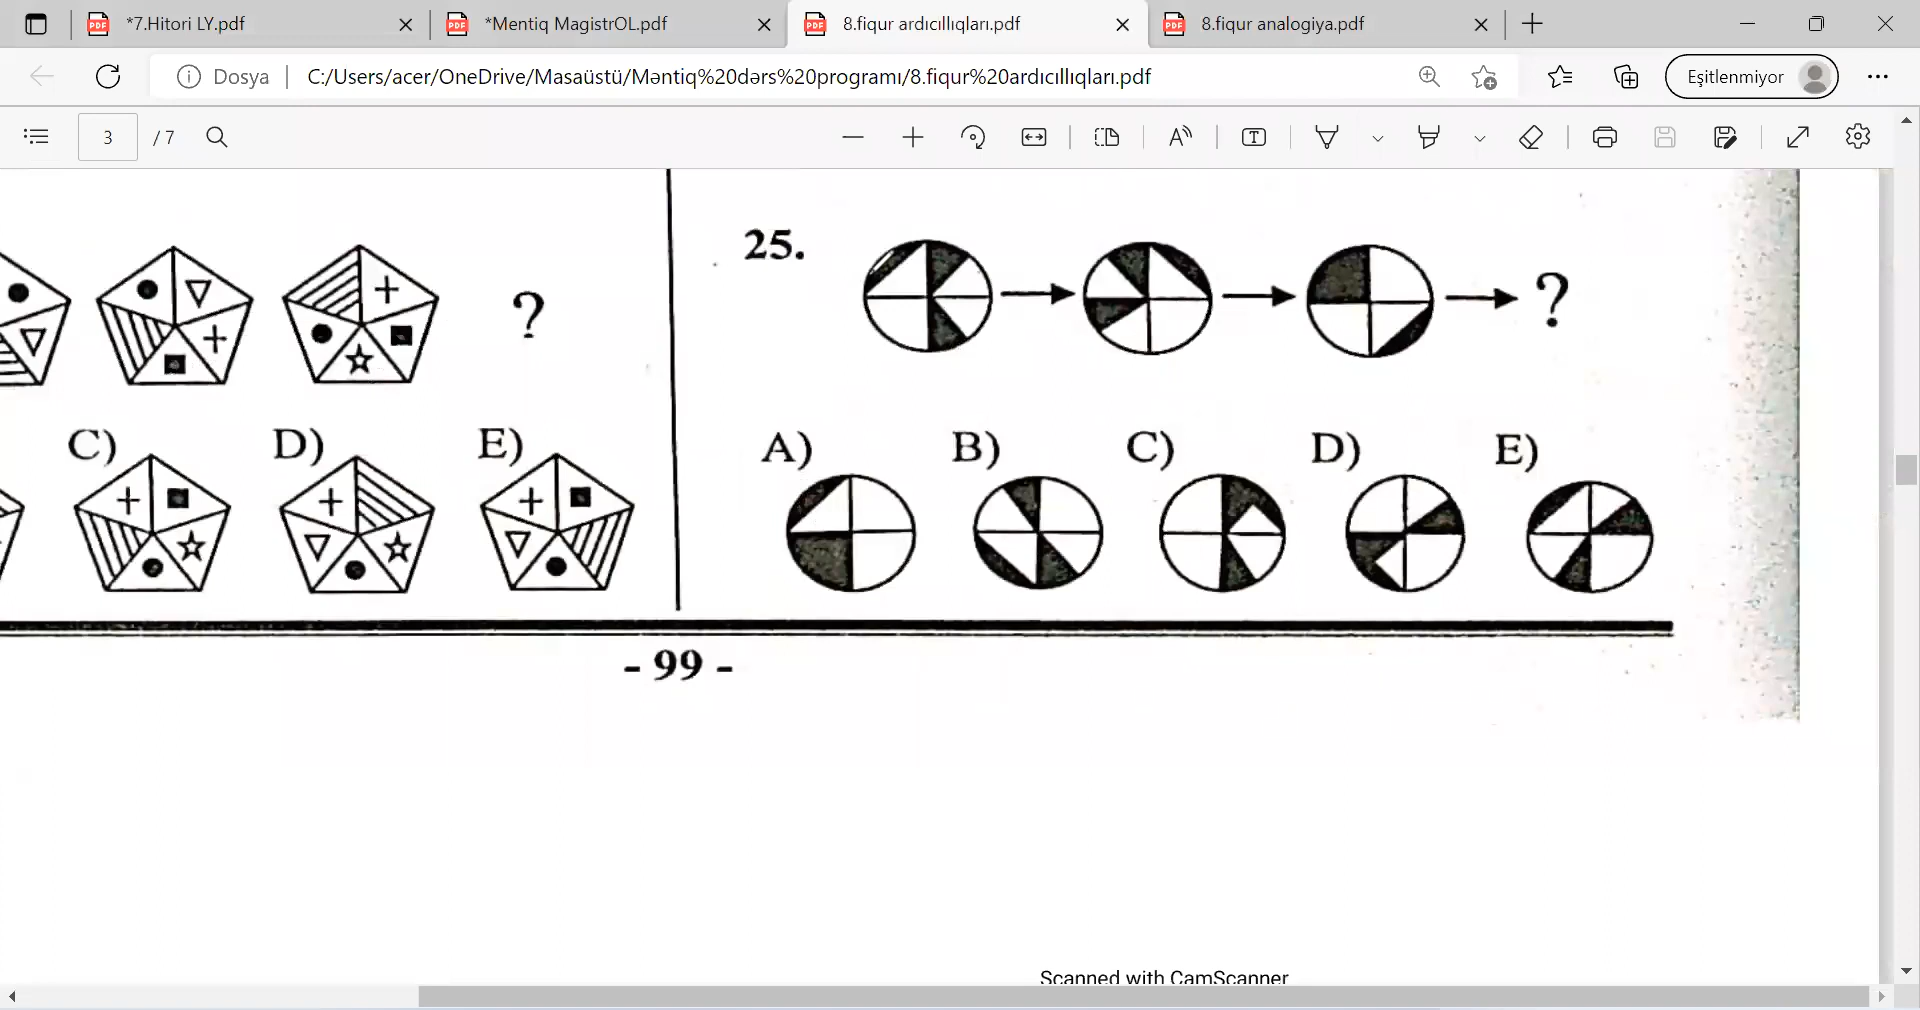 *7.Hitori LY.pdf
*Mentiq MagistrOL.pdf
8.fiqur ardıcıllıqları.pdf
8.fiqur analogiya.pdf
Dosya
C:/Users/acer/OneDrive/Masaüstü/Məntiq%20dərs%20programı/8.fiqur%20ardıcıllıqları.pdf
Eşitlenmiyor
3 / 7
?
C) D) E)
25.
?
A) B) C) D) E)
- 99 -
Scanned with CamScanner